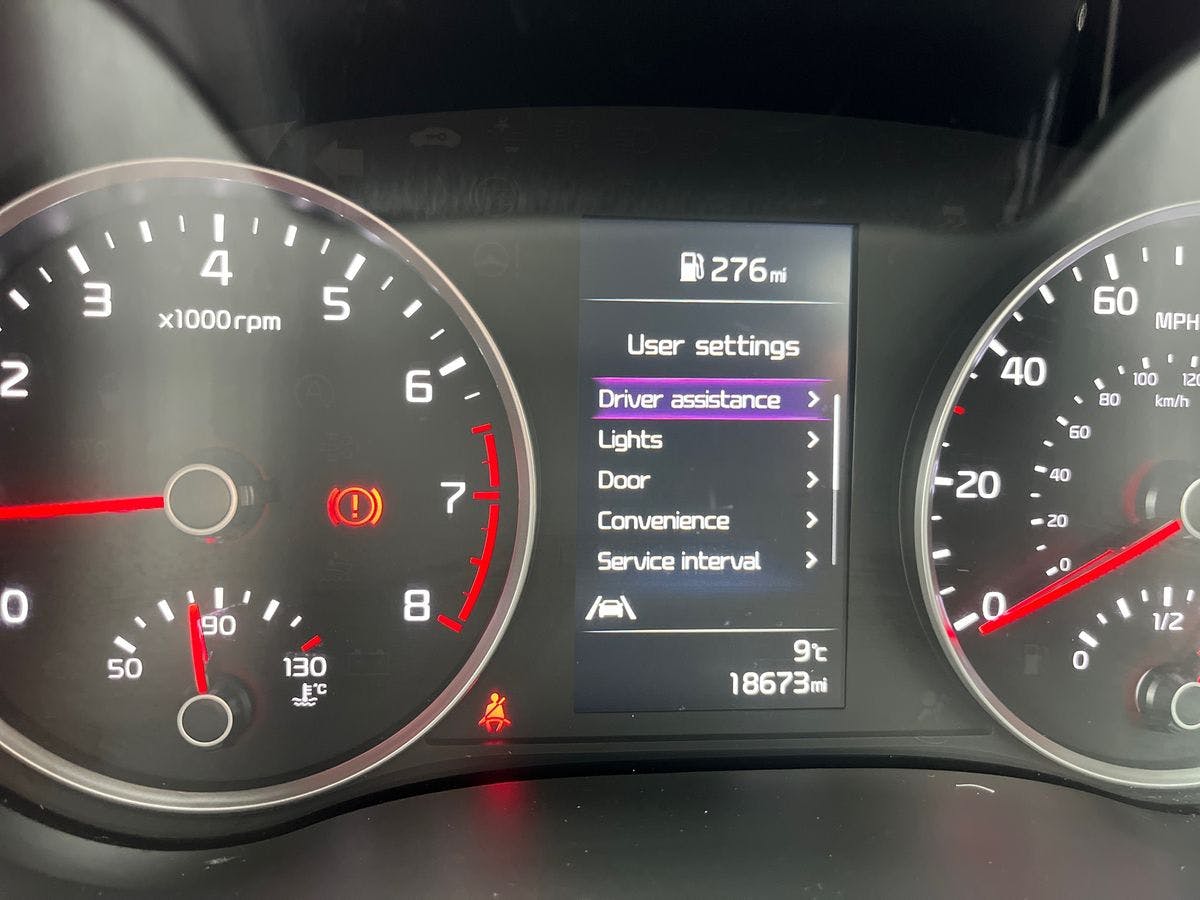 2
3
4
5
6
7
8
0
x1000rpm
50
90
130
°C
276 mi
User settings
Driver assistance
Lights
Door
Convenience
Service interval
9°c
18673mi
0
20
40
60
MPH
0
20
40
60
80
100
km/h
0
1/2